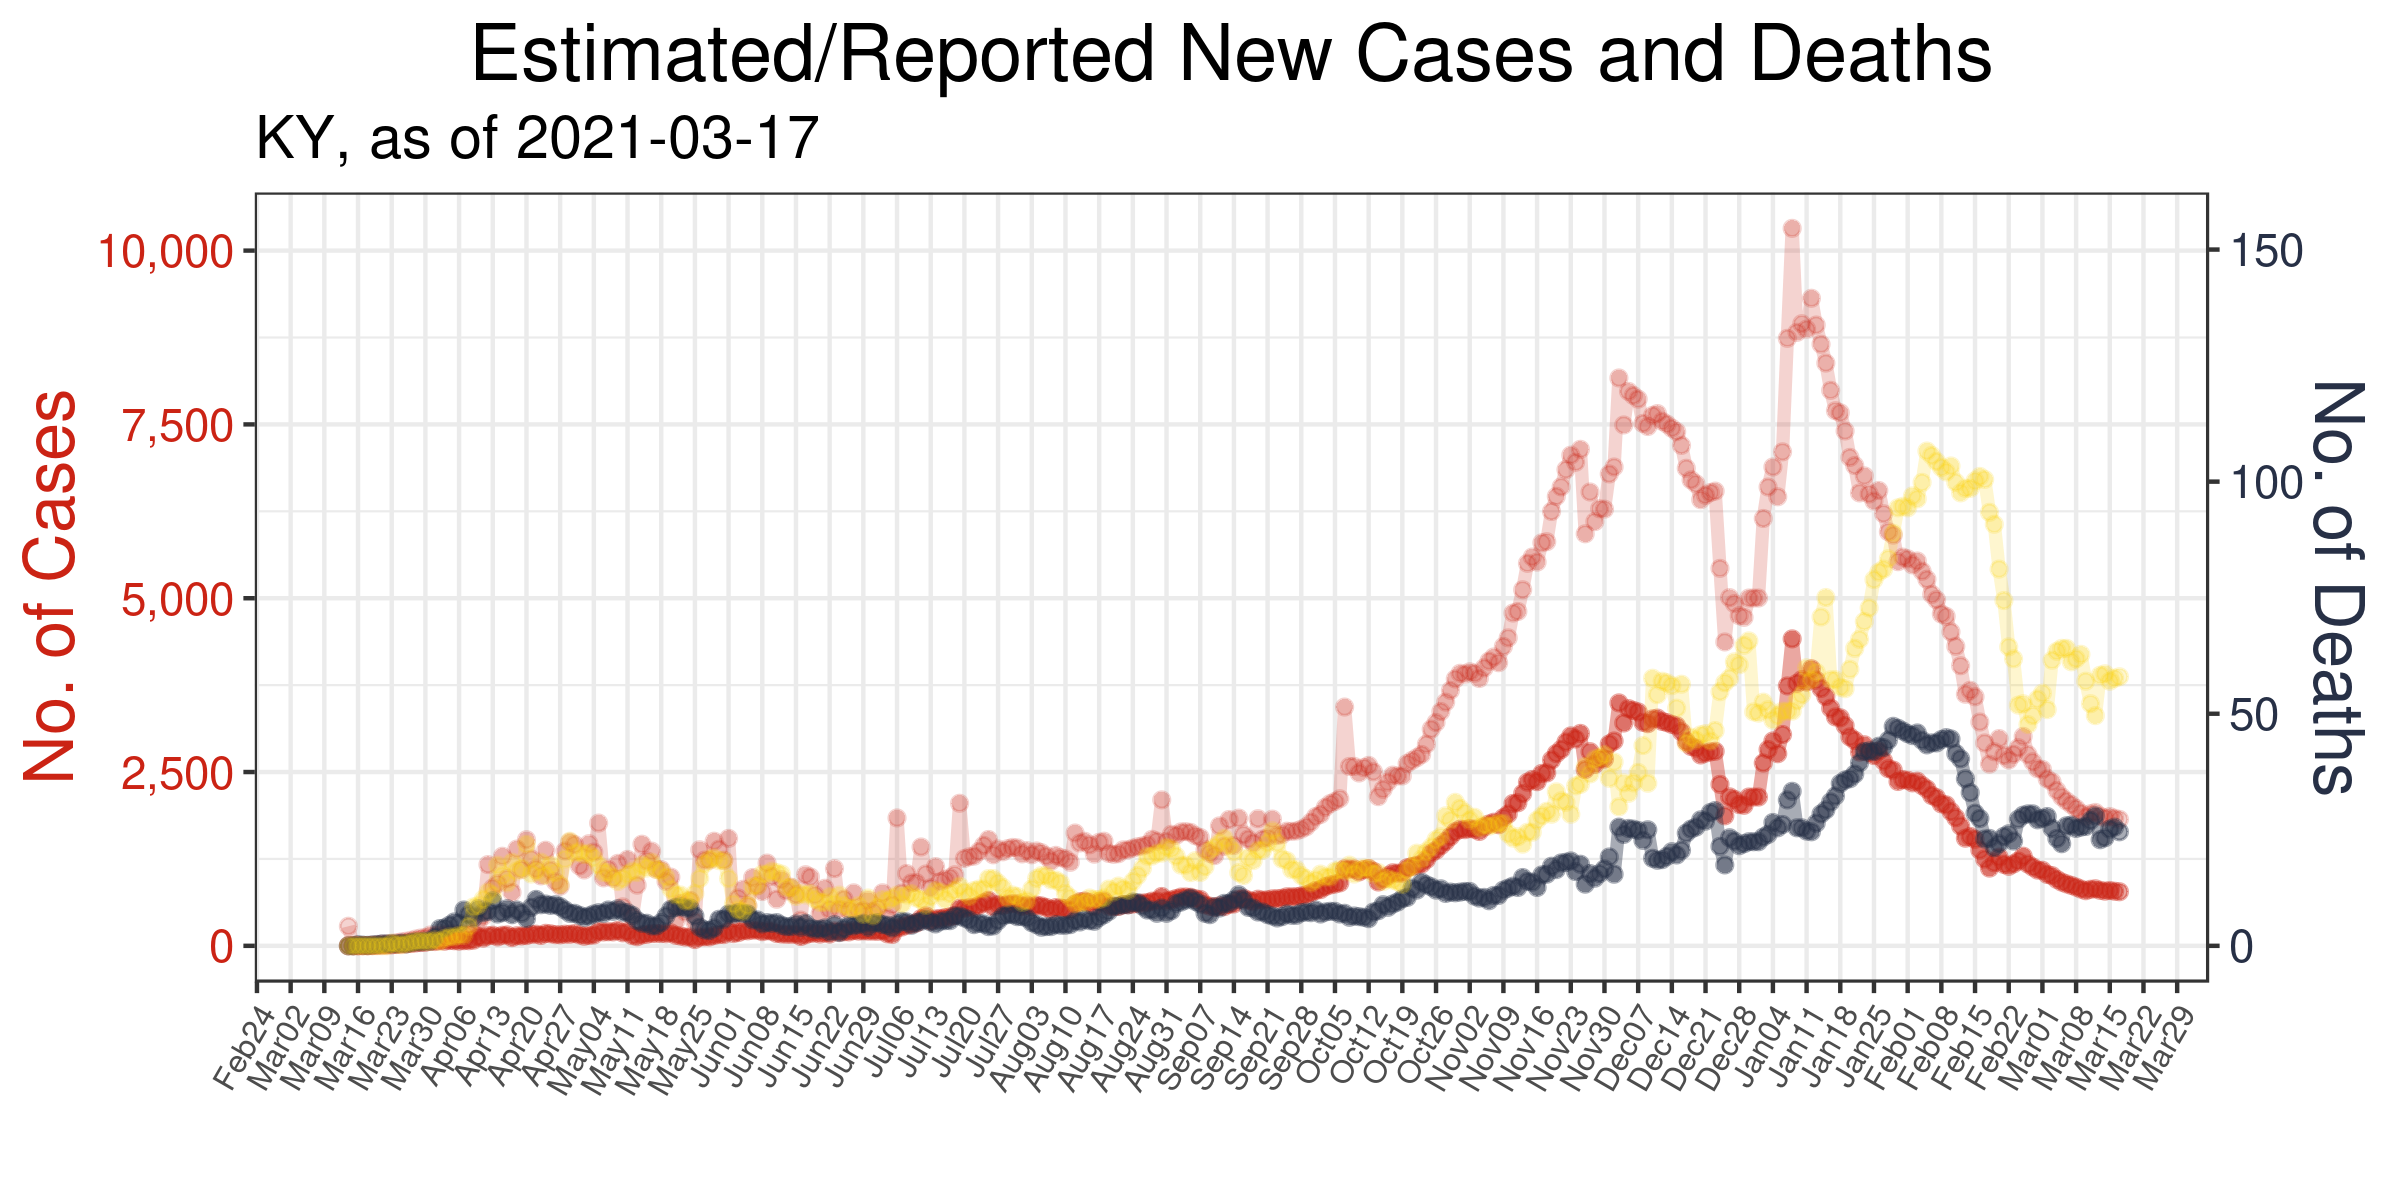 Estimated/Reported New Cases and Deaths
KY, as of 2021-03-17
No. of Cases
10,000
7,500
5,000
2,500
0
150
100
50
0
No. of Deaths
Feb24
Mar02
Mar09
Mar16
Mar23
Mar30
Apr06
Apr13
Apr20
Apr27
May04
May11
May18
May25
Jun01
Jun08
Jun15
Jun22
Jun29
Jul06
Jul13
Jul20
Jul27
Aug03
Aug10
Aug17
Aug24
Aug31
Sep07
Sep14
Sep21
Sep28
Oct05
Oct12
Oct19
Oct26
Nov02
Nov09
Nov16
Nov23
Nov30
Dec07
Dec14
Dec21
Dec28
Jan04
Jan11
Jan18
Jan25
Feb01
Feb08
Feb15
Feb22
Mar01
Mar08
Mar15
Mar22
Mar29